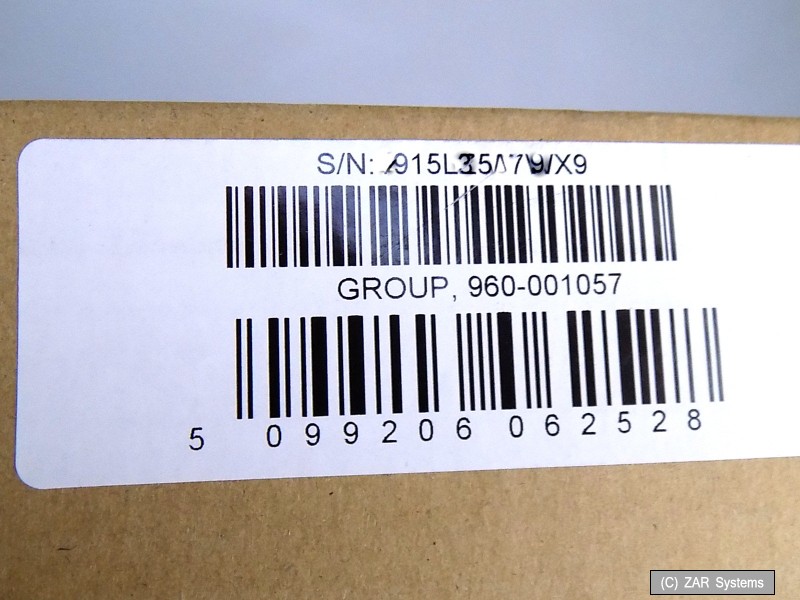 S/N:
GROUP, 960-001057
5 099206 062528
(C) ZAR Systems